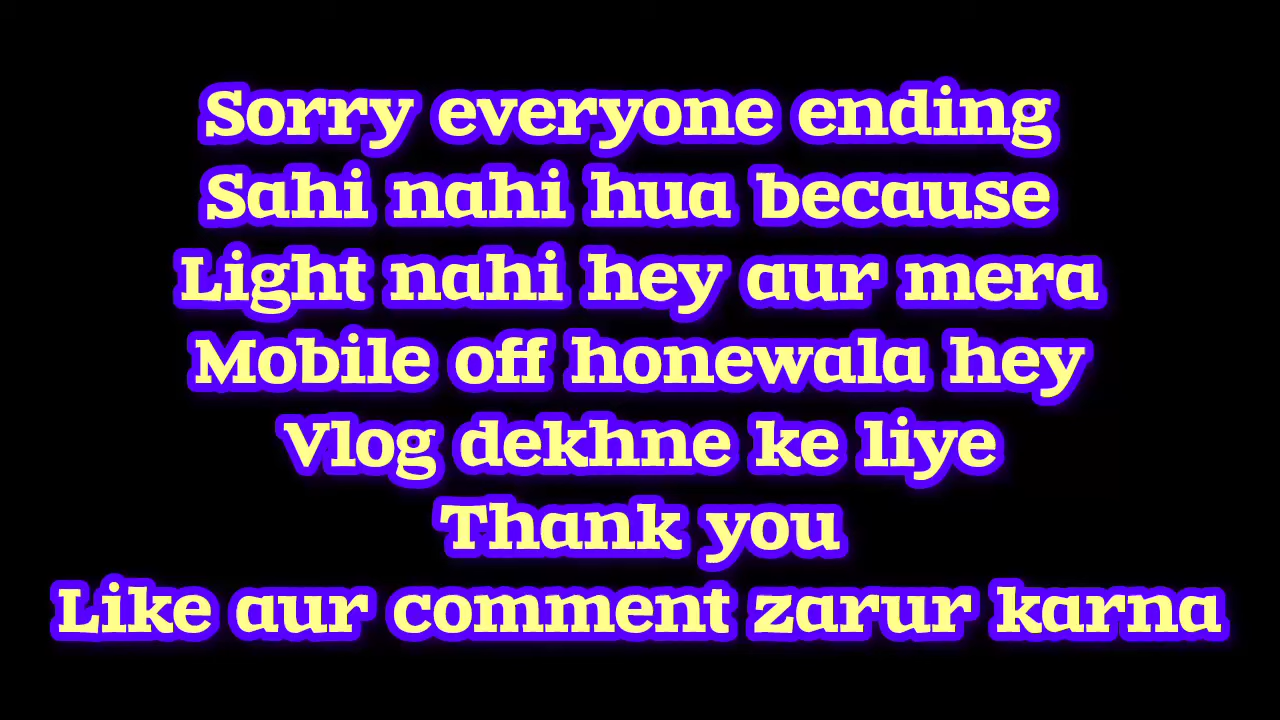 Sorry everyone ending
Sahi nahi hua because
Light nahi hey aur mera
Mobile off honewala hey
Vlog dekhne ke liye
Thank you
Like aur comment zarur karna